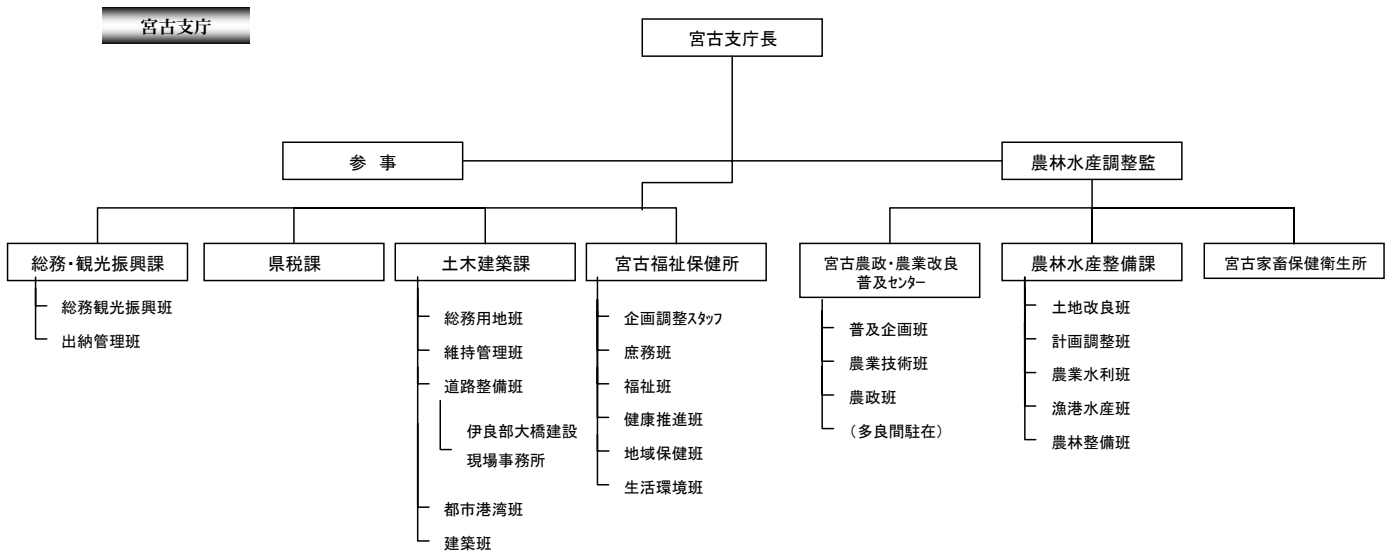 宮古支庁
宮古支庁長
参 事
農林水産調整監
総務・観光振興課
総務観光振興班
出納管理班
県税課
土木建築課
総務用地班
維持管理班
道路整備班
伊良部大橋建設
現場事務所
都市港湾班
建築班
宮古福祉保健所
企画調整ｽﾀｯﾌ
庶務班
福祉班
健康推進班
地域保健班
生活環境班
宮古農政・農業改良
普及ｾﾝﾀｰ
普及企画班
農業技術班
農政班
（多良間駐在）
農林水産整備課
土地改良班
計画調整班
農業水利班
漁港水産班
農林整備班
宮古家畜保健衛生所